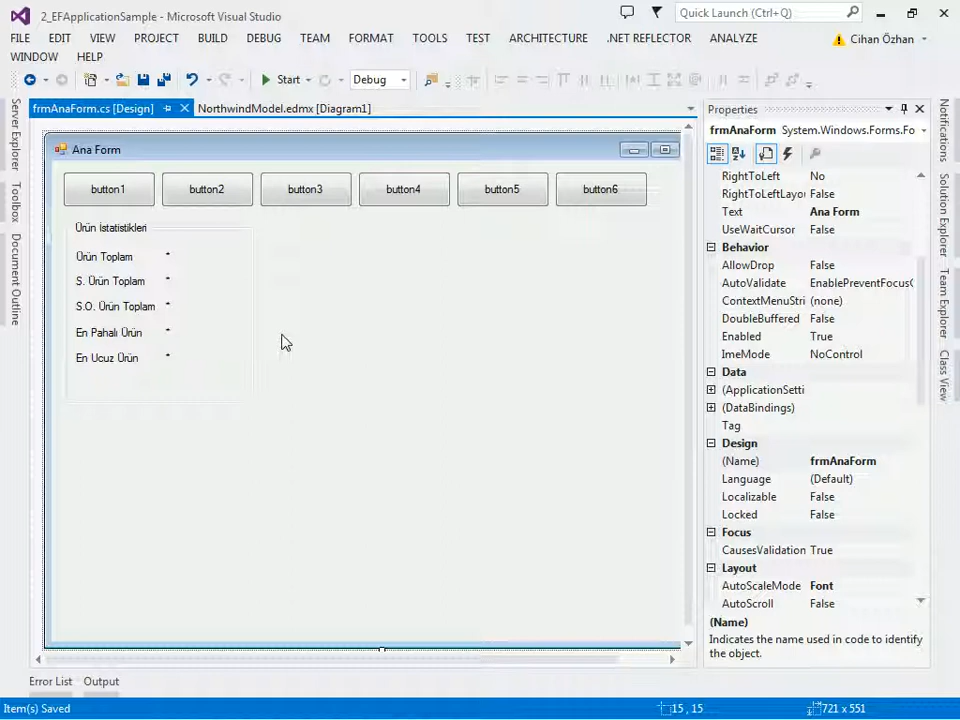 2_EFApplicationSample - Microsoft Visual Studio
Quick Launch (Ctrl+Q)
FILE EDIT VIEW PROJECT BUILD DEBUG TEAM FORMAT TOOLS TEST ARCHITECTURE .NET REFLECTOR ANALYZE
Cihan Özhan
WINDOW HELP
Start Debug
Server Explorer
Toolbox
Document Outline
frmAnaForm.cs [Design] NorthwindModel.edmx [Diagram1]
Ana Form
button1 button2 button3 button4 button5 button6
Ürün İstatistikleri
Ürün Toplam *
S. Ürün Toplam *
S.O. Ürün Toplam *
En Pahalı Ürün *
En Ucuz Ürün *
Properties
frmAnaForm System.Windows.Forms.Fo
RightToLeft No
RightToLeftLayou False
Text Ana Form
UseWaitCursor False
Behavior
AllowDrop False
AutoValidate EnablePreventFocusC
ContextMenuStri (none)
DoubleBuffered False
Enabled True
ImeMode NoControl
Data
(ApplicationSetti
(DataBindings)
Tag
Design
(Name) frmAnaForm
Language (Default)
Localizable False
Locked False
Focus
CausesValidation True
Layout
AutoScaleMode Font
AutoScroll False
(Name)
Indicates the name used in code to identify
the object.
Notifications
Solution Explorer
Team Explorer
Class View
Error List Output
Item(s) Saved
15 , 15
721 x 551